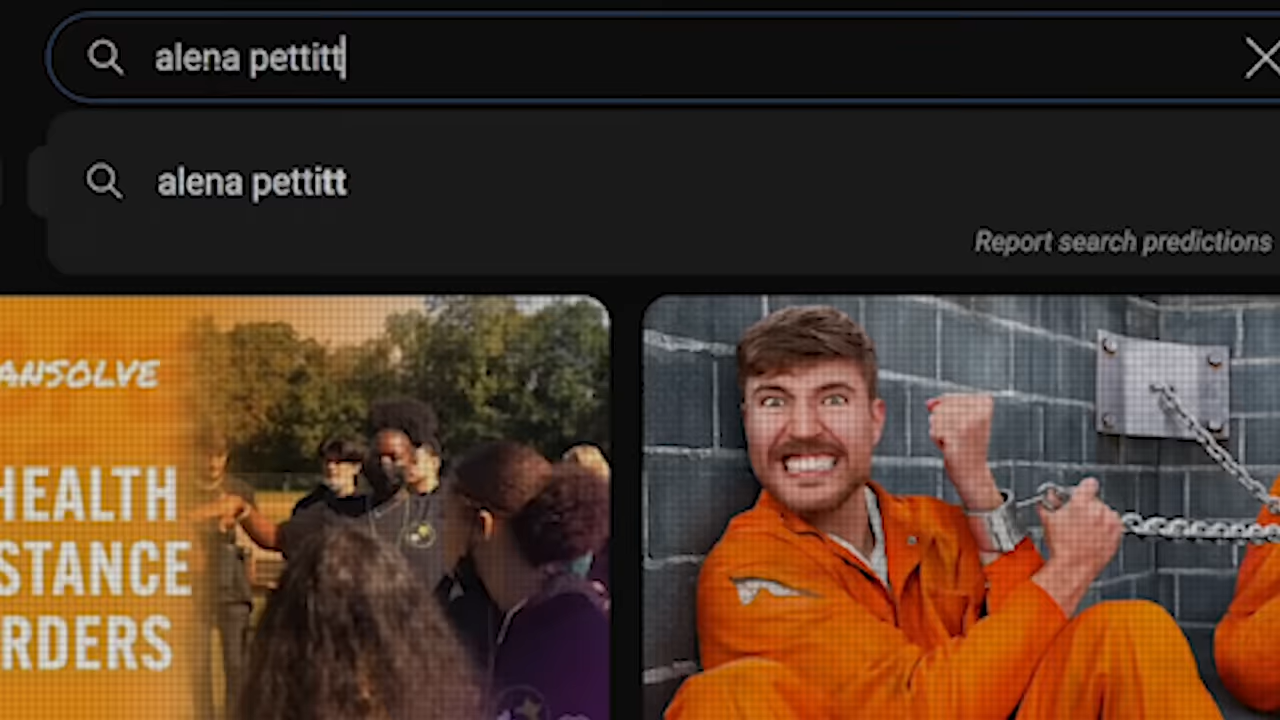 alena pettitt
alena pettitt
Report search predictions
ANSOLVE
HEALTH
STANCE
RDERS